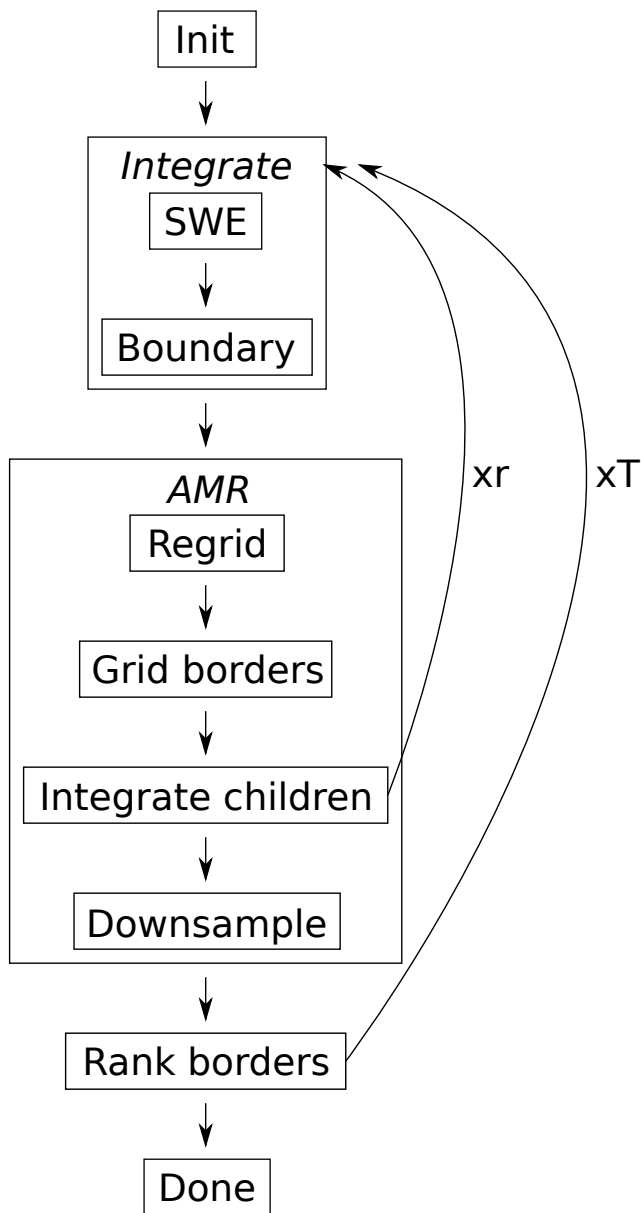 Init
Integrate
SWE
Boundary
AMR
Regrid
Grid borders
Integrate children
Downsample
Rank borders
Done
xr
xT